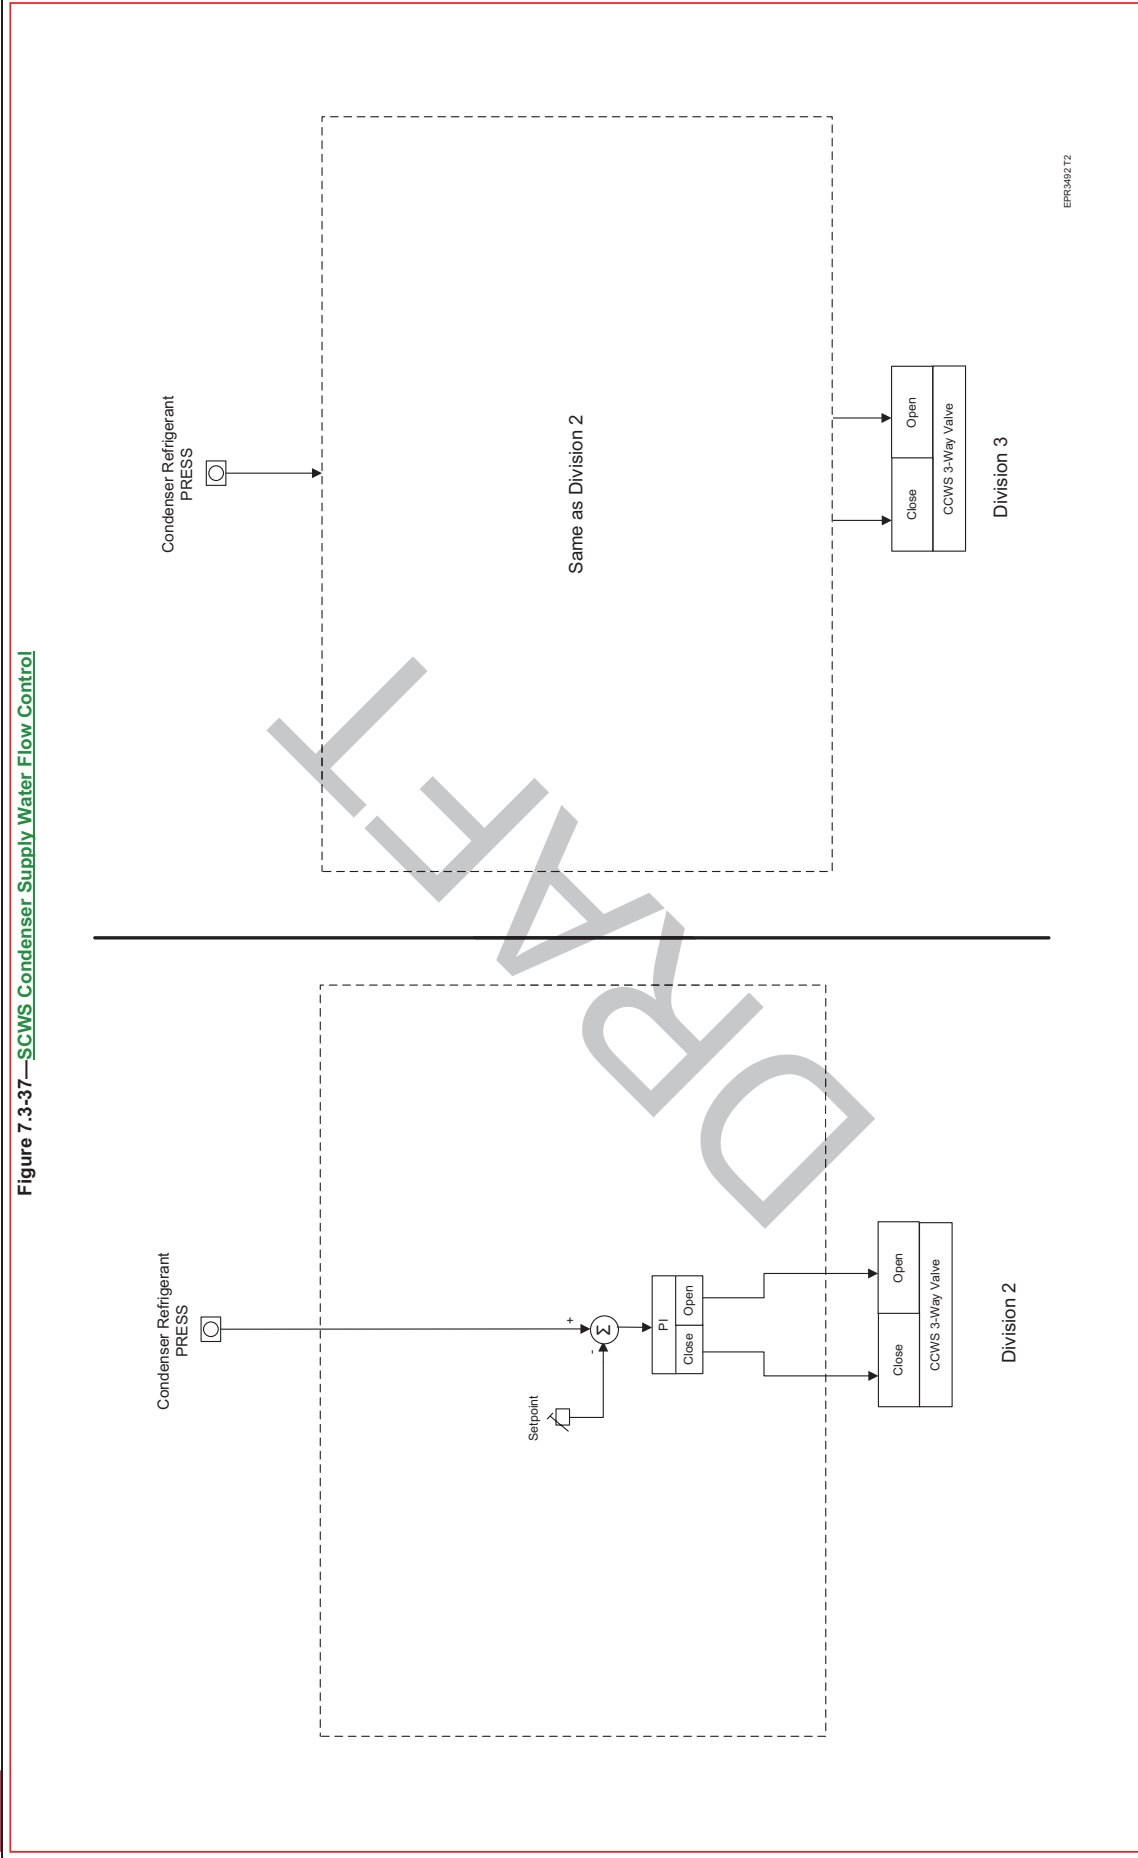 Figure 7.3-37—SCWS Condenser Supply Water Flow Control
Condenser Refrigerant
PRESS
Setpoint
-
+
Σ
PI
Close
Open
Close
Open
CCWS 3-Way Valve
Division 2
Condenser Refrigerant
PRESS
Same as Division 2
Close
Open
CCWS 3-Way Valve
Division 3
EPR3492 T2
DRAFT